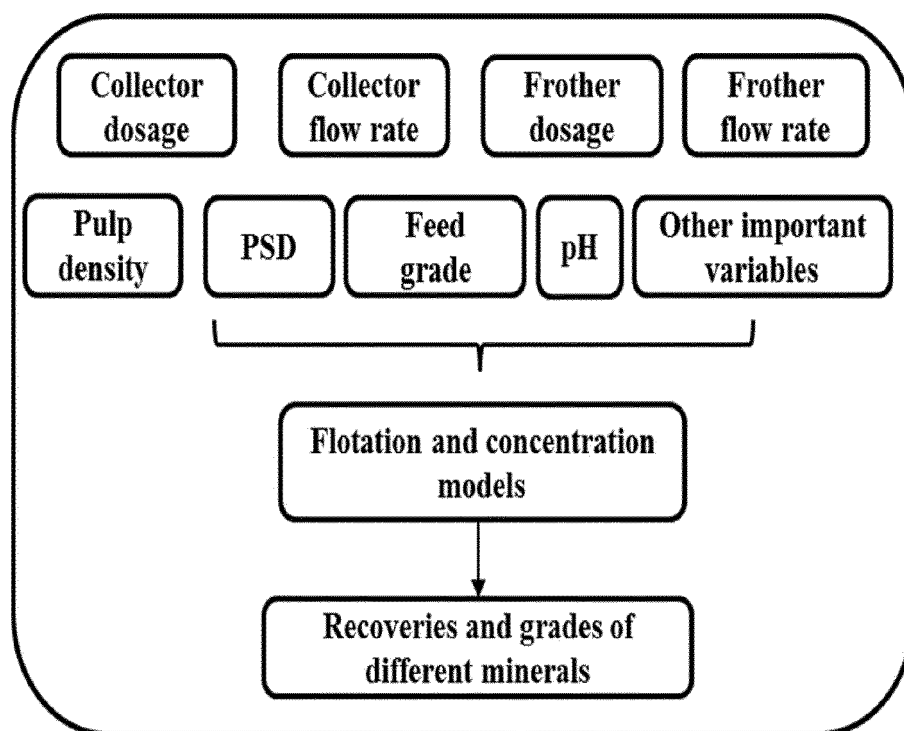 Collector
dosage
Collector
flow rate
Frother
dosage
Frother
flow rate
Pulp
density
PSD
Feed
grade
pH
Other important
variables
Flotation and concentration
models
Recoveries and grades of
different minerals